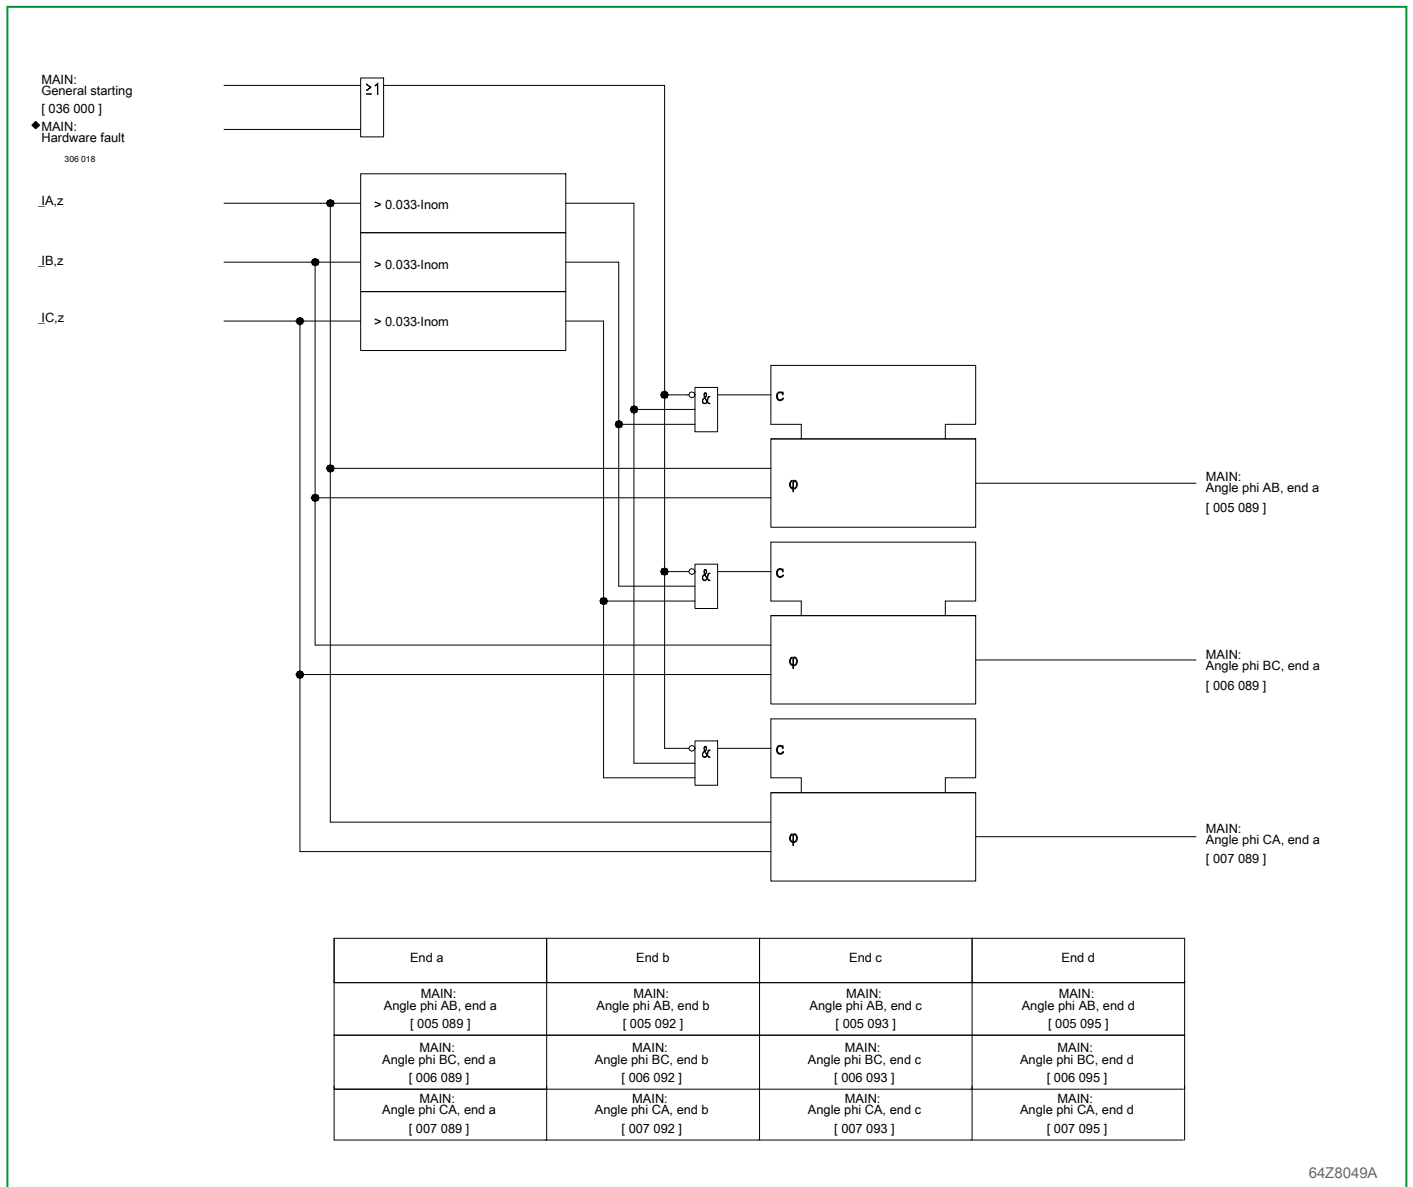 MAIN:
General starting
[ 036 000 ]
◆MAIN:
Hardware fault
306 018
≥1
_IA,z
> 0.033·Inom
_IB,z
> 0.033·Inom
_IC,z
> 0.033·Inom
&
C
φ
MAIN:
Angle phi AB, end a
[ 005 089 ]
&
C
φ
MAIN:
Angle phi BC, end a
[ 006 089 ]
&
C
φ
MAIN:
Angle phi CA, end a
[ 007 089 ]
End a End b End c End d
MAIN: MAIN: MAIN: MAIN:
Angle phi AB, end a Angle phi AB, end b Angle phi AB, end c Angle phi AB, end d
[ 005 089 ] [ 005 092 ] [ 005 093 ] [ 005 095 ]
MAIN: MAIN: MAIN: MAIN:
Angle phi BC, end a Angle phi BC, end b Angle phi BC, end c Angle phi BC, end d
[ 006 089 ] [ 006 092 ] [ 006 093 ] [ 006 095 ]
MAIN: MAIN: MAIN: MAIN:
Angle phi CA, end a Angle phi CA, end b Angle phi CA, end c Angle phi CA, end d
[ 007 089 ] [ 007 092 ] [ 007 093 ] [ 007 095 ]
64Z8049A